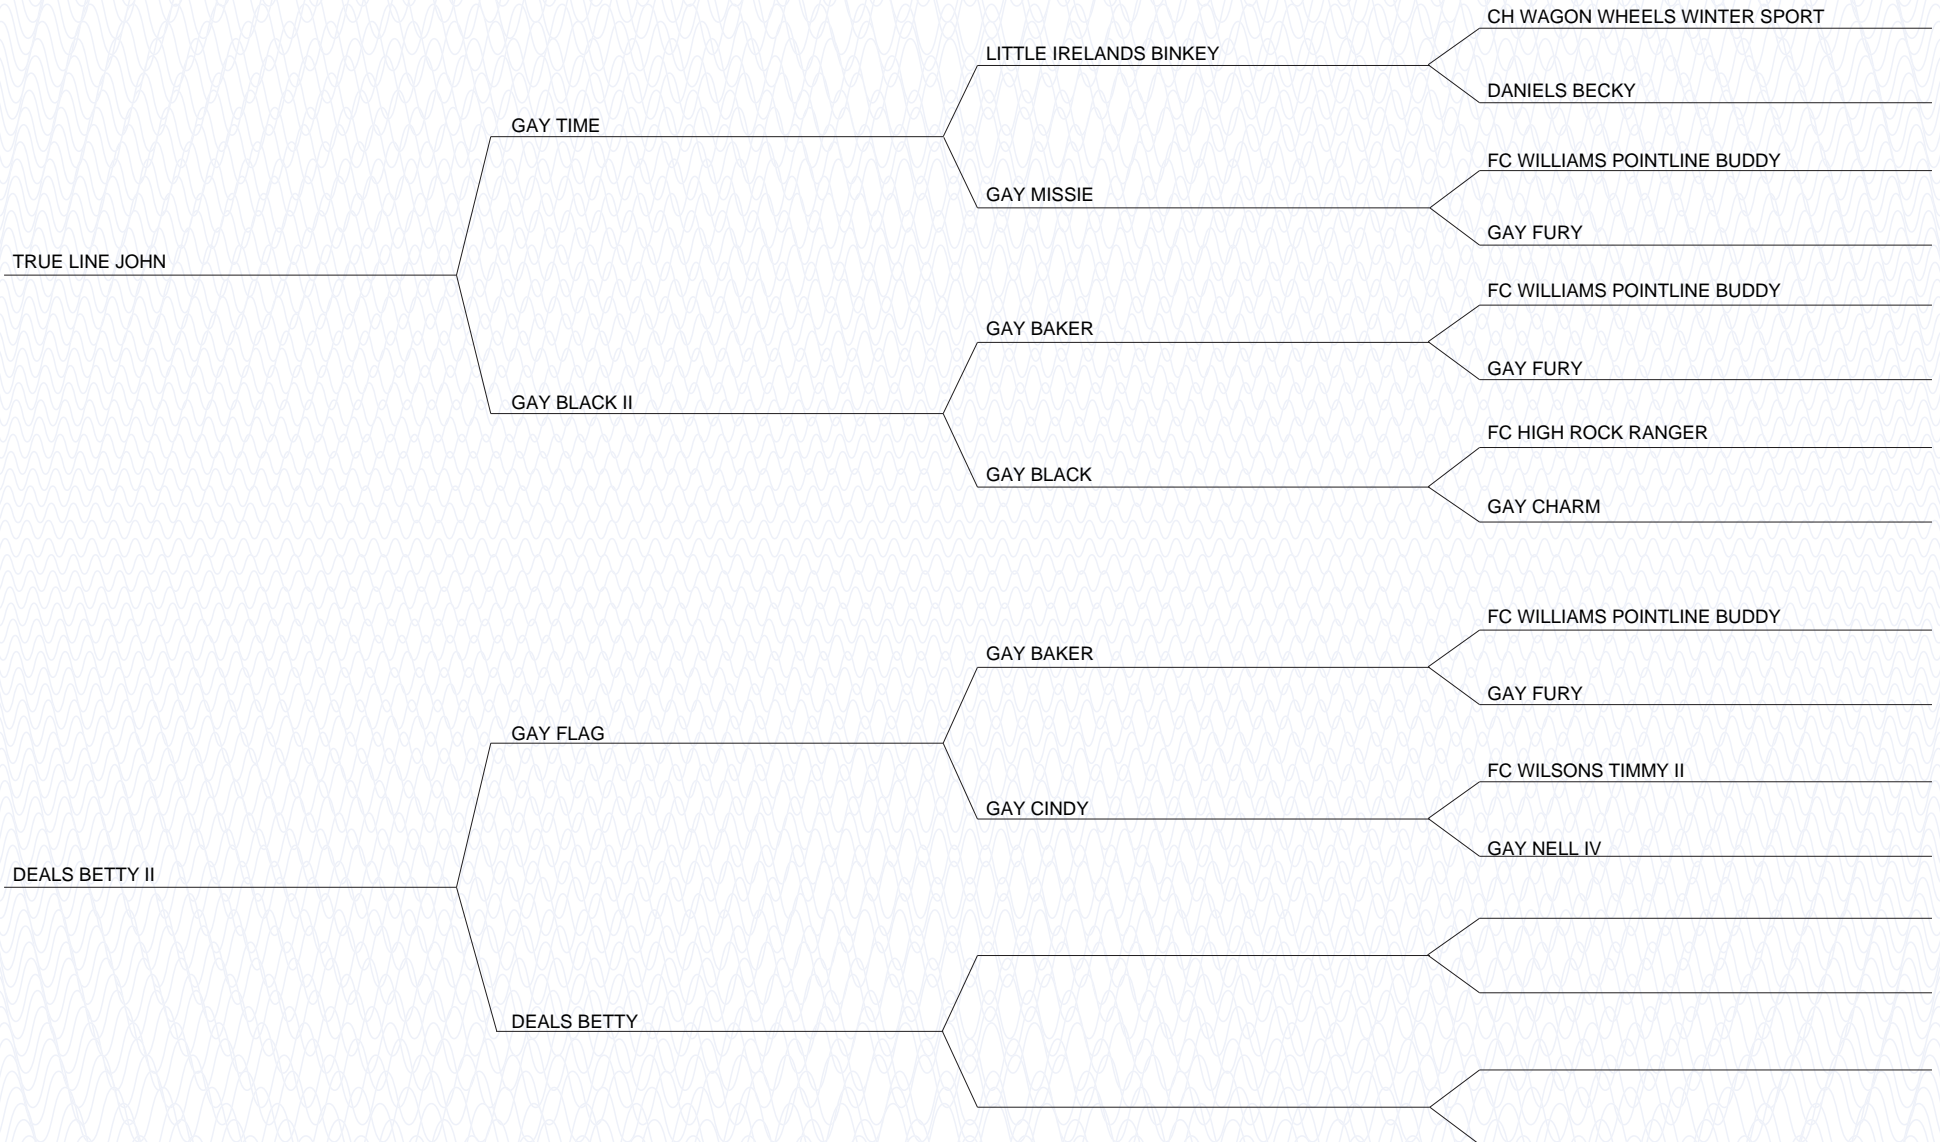 CH WAGON WHEELS WINTER SPORT
LITTLE IRELANDS BINKEY
DANIELS BECKY
GAY TIME
FC WILLIAMS POINTLINE BUDDY
GAY MISSIE
GAY FURY
TRUE LINE JOHN
FC WILLIAMS POINTLINE BUDDY
GAY BAKER
GAY FURY
GAY BLACK II
FC HIGH ROCK RANGER
GAY BLACK
GAY CHARM
FC WILLIAMS POINTLINE BUDDY
GAY BAKER
GAY FURY
GAY FLAG
FC WILSONS TIMMY II
GAY CINDY
GAY NELL IV
DEALS BETTY II
DEALS BETTY